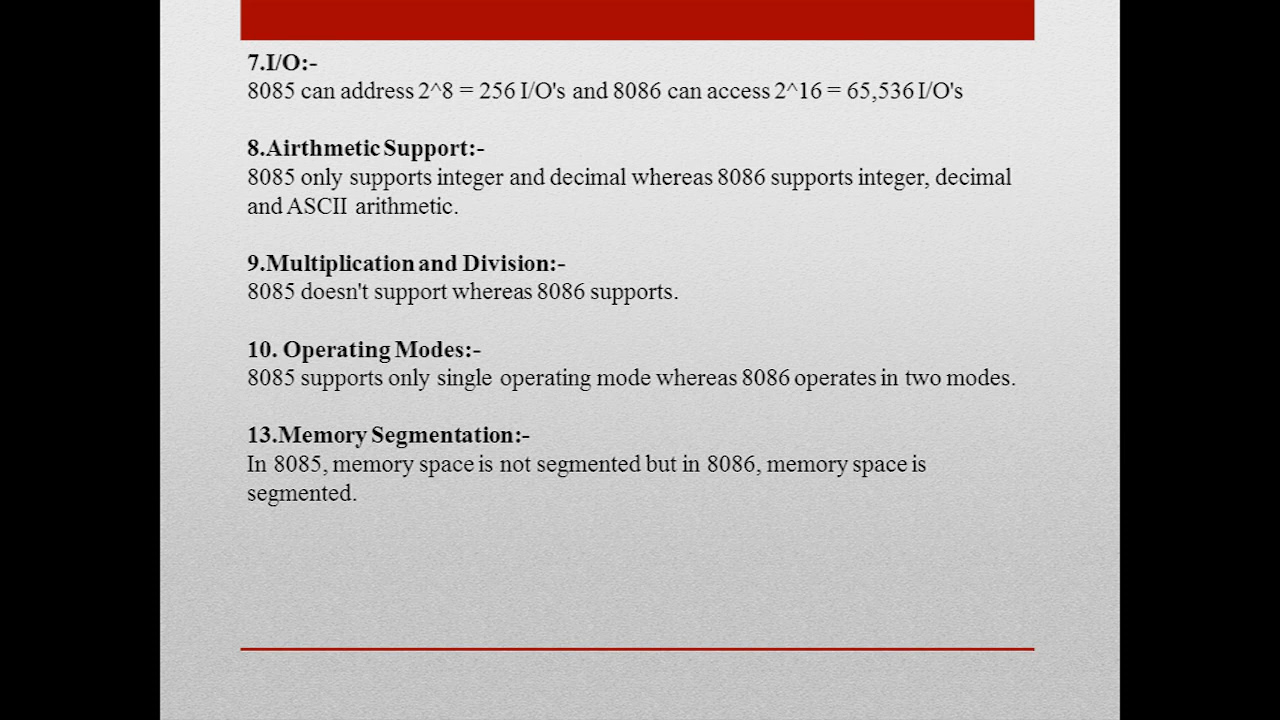 7.I/O:-
8085 can address 2^8 = 256 I/O's and 8086 can access 2^16 = 65,536 I/O's
8.Airthmetic Support:-
8085 only supports integer and decimal whereas 8086 supports integer, decimal
and ASCII arithmetic.
9.Multiplication and Division:-
8085 doesn't support whereas 8086 supports.
10. Operating Modes:-
8085 supports only single operating mode whereas 8086 operates in two modes.
13.Memory Segmentation:-
In 8085, memory space is not segmented but in 8086, memory space is
segmented.